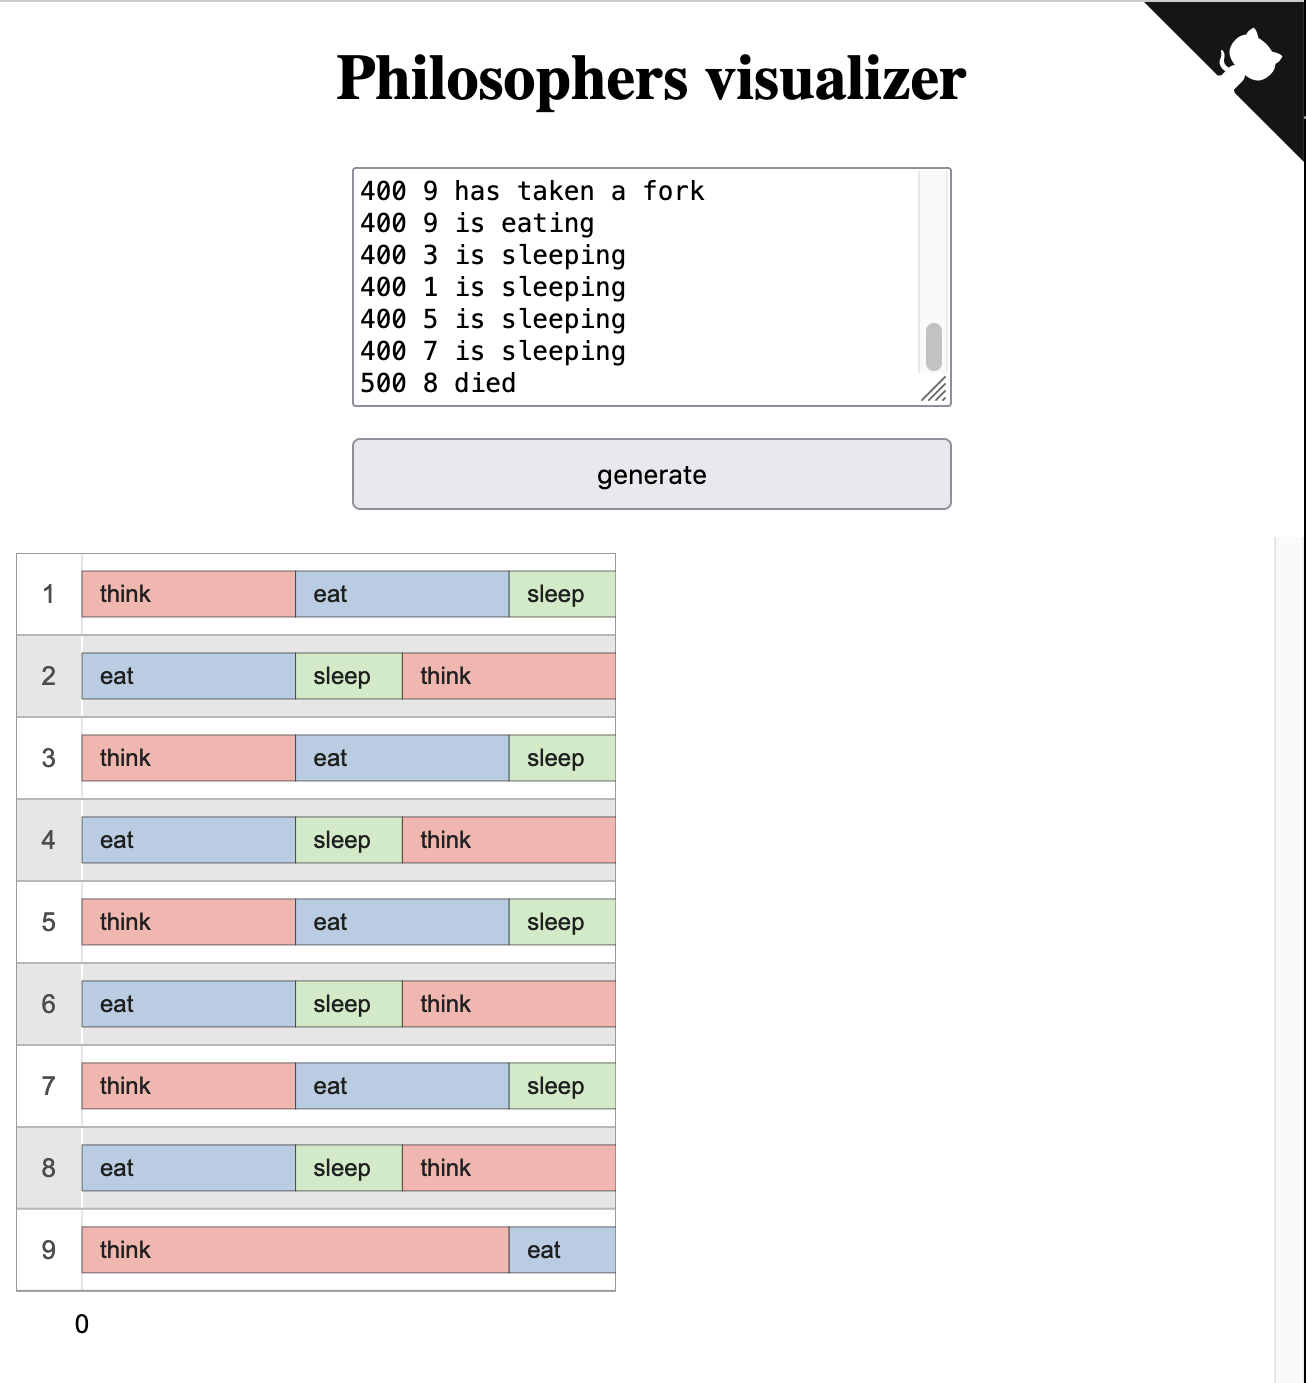 Philosophers visualizer
400 9 has taken a fork
400 9 is eating
400 3 is sleeping
400 1 is sleeping
400 5 is sleeping
400 7 is sleeping
500 8 died
generate
1 think eat sleep
2 eat sleep think
3 think eat sleep
4 eat sleep think
5 think eat sleep
6 eat sleep think
7 think eat sleep
8 eat sleep think
9 think eat
0